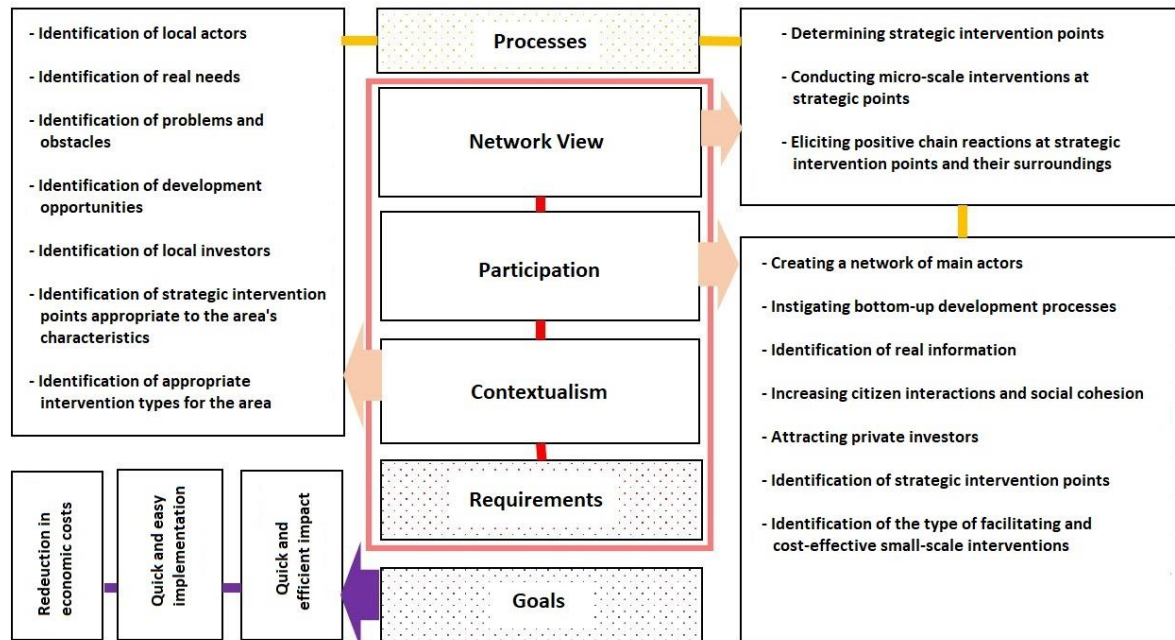 - Identification of local actors
- Identification of real needs
- Identification of problems and
obstacles
- Identification of development
opportunities
- Identification of local investors
- Identification of strategic intervention
points appropriate to the area's
characteristics
- Identification of appropriate
intervention types for the area
Processes
Network View
Participation
Contextualism
Requirements
Goals
- Determining strategic intervention points
- Conducting micro-scale interventions at
strategic points
- Eliciting positive chain reactions at strategic
intervention points and their surroundings
- Creating a network of main actors
- Instigating bottom-up development processes
- Identification of real information
- Increasing citizen interactions and social cohesion
- Attracting private investors
- Identification of strategic intervention points
- Identification of the type of facilitating and
cost-effective small-scale interventions
Redeuction in
economic costs
Quick and easy
implementation
Quick and
efficient impact